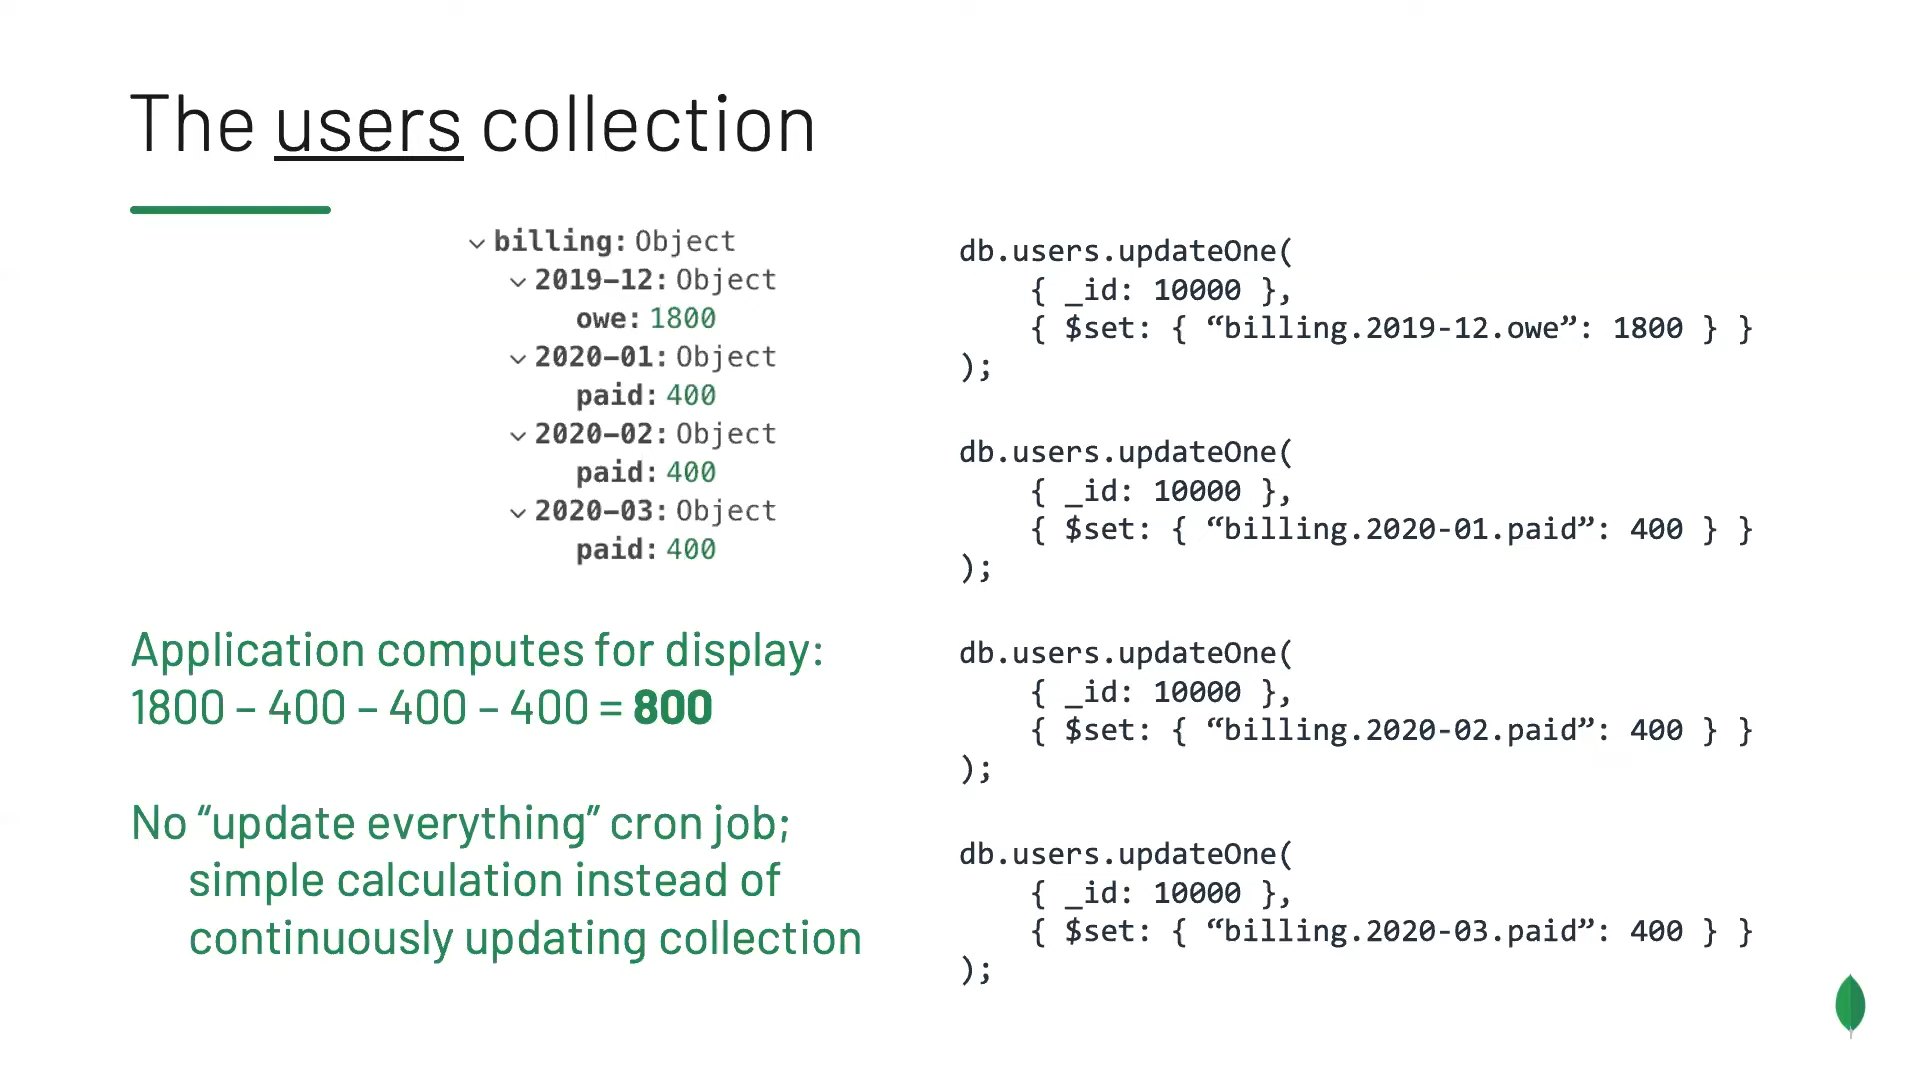 The users collection
billing: Object
2019-12: Object
owe: 1800
2020-01: Object
paid: 400
2020-02: Object
paid: 400
2020-03: Object
paid: 400
Application computes for display:
1800 – 400 – 400 – 400 = 800
No “update everything” cron job;
simple calculation instead of
continuously updating collection
db.users.updateOne(
{ _id: 10000 },
{ $set: { “billing.2019-12.owe”: 1800 } }
);
db.users.updateOne(
{ _id: 10000 },
{ $set: { “billing.2020-01.paid”: 400 } }
);
db.users.updateOne(
{ _id: 10000 },
{ $set: { “billing.2020-02.paid”: 400 } }
);
db.users.updateOne(
{ _id: 10000 },
{ $set: { “billing.2020-03.paid”: 400 } }
);